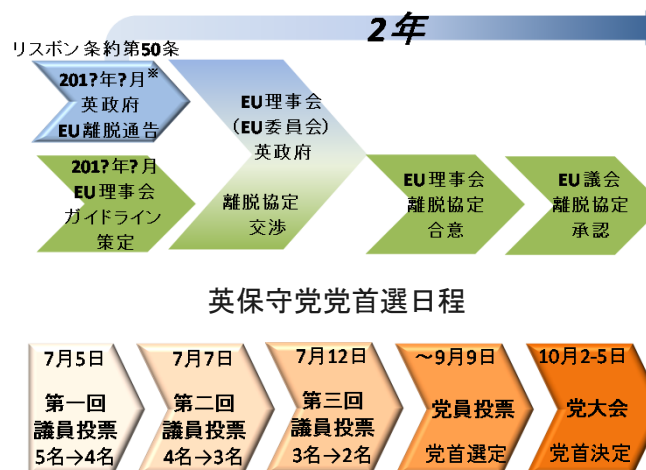 2年
リスボン条約第50条
201?年?月※
英政府
EU離脱通告
201?年?月
EU理事会
ガイドライン
策定
EU理事会
(EU委員会)
英政府
離脱協定
交渉
EU理事会
離脱協定
合意
EU議会
離脱協定
承認
英保守党党首選日程
7月5日
第一回
議員投票
5名→4名
7月7日
第二回
議員投票
4名→3名
7月12日
第三回
議員投票
3名→2名
～9月9日
党員投票
党首選定
10月2-5日
党大会
党首決定